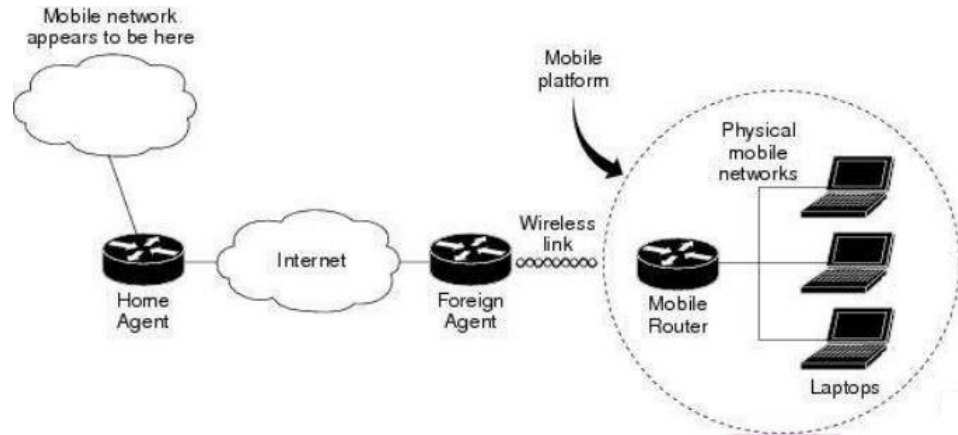 Mobile network
appears to be here
Mobile
platform
Physical
mobile
networks
Wireless
link
Internet
Home
Agent
Foreign
Agent
Mobile
Router
Laptops